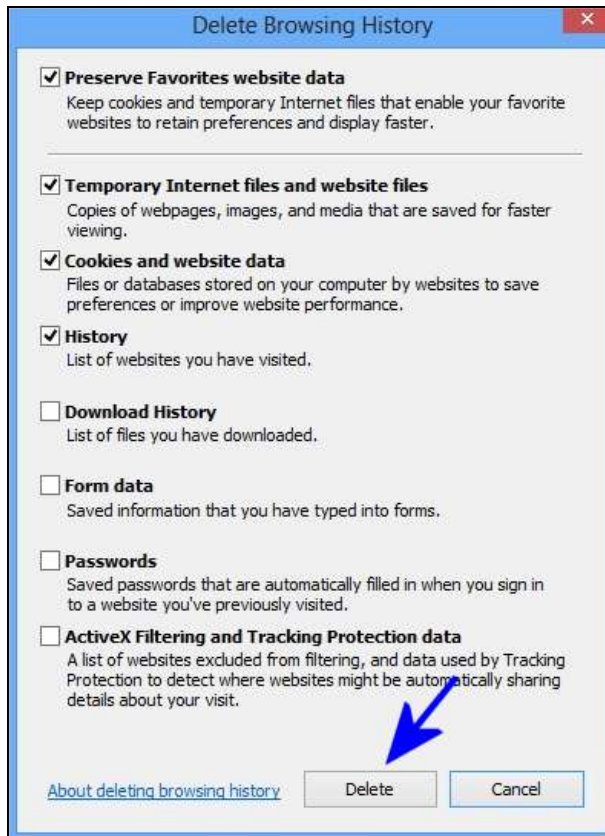 Delete Browsing History
Preserve Favorites website data
Keep cookies and temporary Internet files that enable your favorite
websites to retain preferences and display faster.
Temporary Internet files and website files
Copies of webpages, images, and media that are saved for faster
viewing.
Cookies and website data
Files or databases stored on your computer by websites to save
preferences or improve website performance.
History
List of websites you have visited.
Download History
List of files you have downloaded.
Form data
Saved information that you have typed into forms.
Passwords
Saved passwords that are automatically filled in when you sign in
to a website you've previously visited.
ActiveX Filtering and Tracking Protection data
A list of websites excluded from filtering, and data used by Tracking
Protection to detect where websites might be automatically sharing
details about your visit.
About deleting browsing history
Delete
Cancel